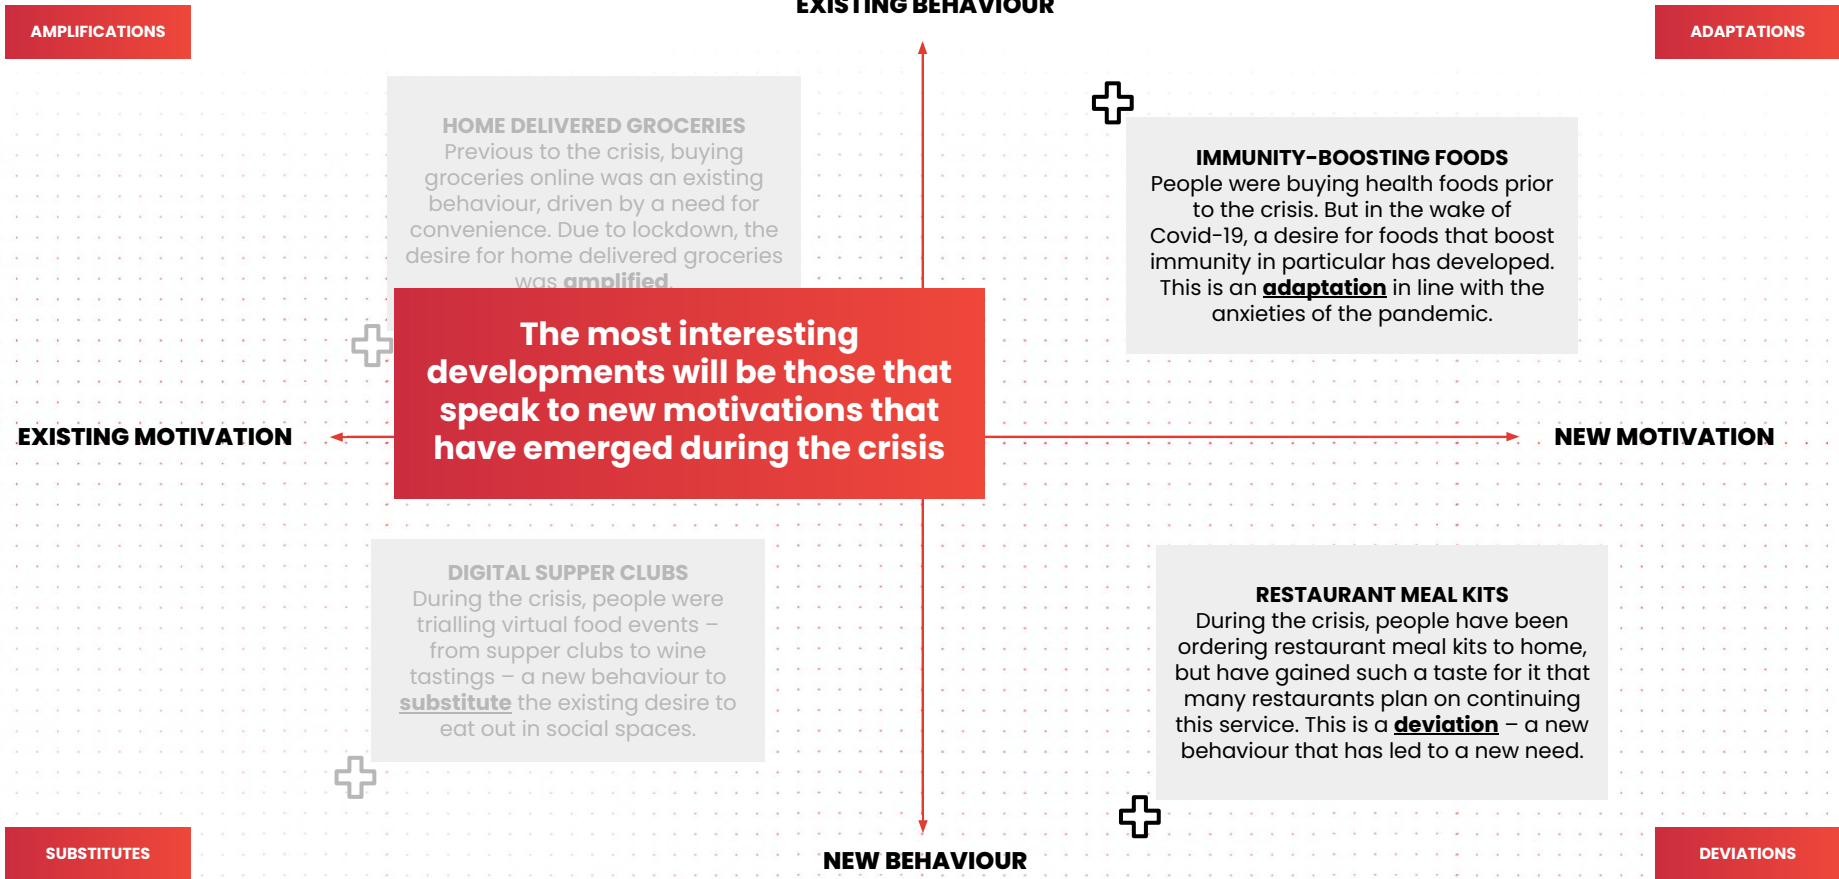 EXISTING BEHAVIOUR
AMPLIFICATIONS
ADAPTATIONS
HOME DELIVERED GROCERIES
Previous to the crisis, buying
groceries online was an existing
behaviour, driven by a need for
convenience. Due to lockdown, the
desire for home delivered groceries
was amplified.
IMMUNITY-BOOSTING FOODS
People were buying health foods prior
to the crisis. But in the wake of
Covid-19, a desire for foods that boost
immunity in particular has developed.
This is an adaptation in line with the
anxieties of the pandemic.
The most interesting
developments will be those that
speak to new motivations that
have emerged during the crisis
EXISTING MOTIVATION
NEW MOTIVATION
DIGITAL SUPPER CLUBS
During the crisis, people were
trialling virtual food events –
from supper clubs to wine
tastings – a new behaviour to
substitute the existing desire to
eat out in social spaces.
RESTAURANT MEAL KITS
During the crisis, people have been
ordering restaurant meal kits to home,
but have gained such a taste for it that
many restaurants plan on continuing
this service. This is a deviation – a new
behaviour that has led to a new need.
SUBSTITUTES
NEW BEHAVIOUR
DEVIATIONS